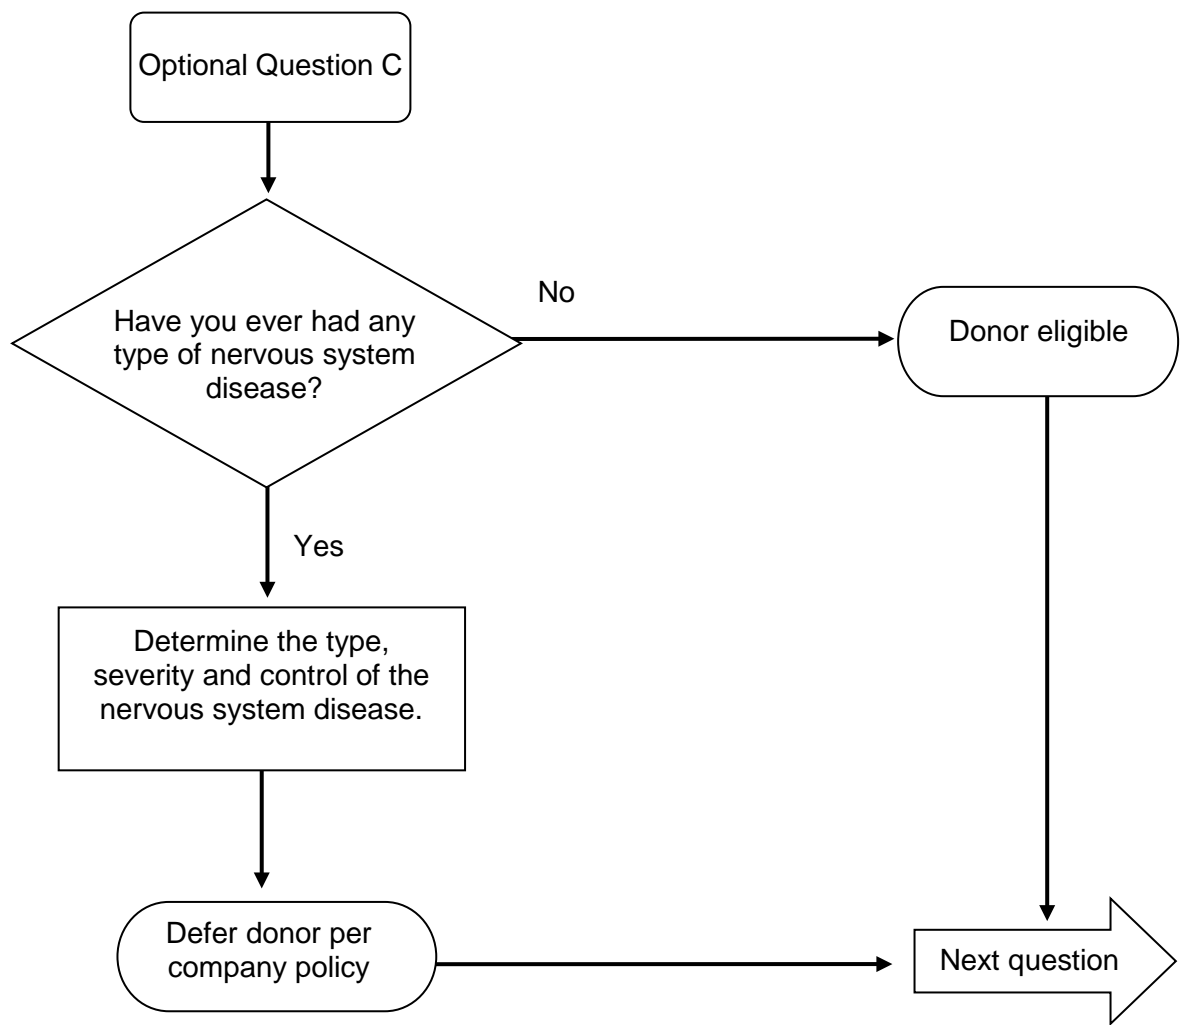 Optional Question C
Have you ever had any
type of nervous system
disease?
No
Donor eligible
Yes
Determine the type,
severity and control of the
nervous system disease.
Defer donor per
company policy
Next question